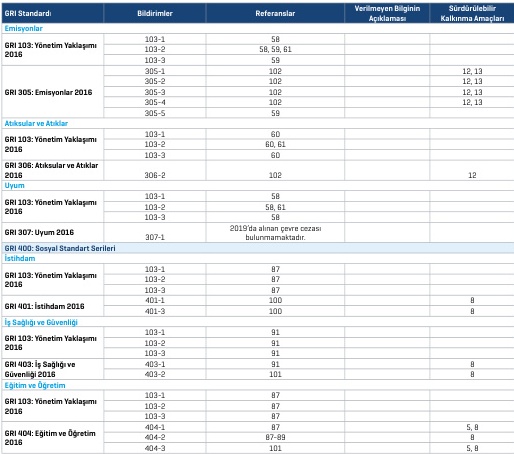 GRI Standardı Bildirimler Referanslar Verilmeyen Bilginin Açıklaması Sürdürülebilir Kalkınma Amaçları
Emisyonlar
GRI 103: Yönetim Yaklaşımı 2016
103-1 58
103-2 58, 59, 61
103-3 59
GRI 305: Emisyonlar 2016
305-1 102 12, 13
305-2 102 12, 13
305-3 102 12, 13
305-4 102 12, 13
305-5 59
Atıksular ve Atıklar
GRI 103: Yönetim Yaklaşımı 2016
103-1 60
103-2 60, 61
103-3 60
GRI 306: Atıksular ve Atıklar 2016
306-2 102 12
Uyum
GRI 103: Yönetim Yaklaşımı 2016
103-1 58
103-2 58, 61
103-3 58
GRI 307: Uyum 2016
307-1 2019'da alınan çevre cezası bulunmamaktadır.
GRI 400: Sosyal Standart Serileri
İstihdam
GRI 103: Yönetim Yaklaşımı 2016
103-1 87
103-2 87
103-3 87
GRI 401: İstihdam 2016
401-1 100 8
401-3 100 8
İş Sağlığı ve Güvenliği
GRI 103: Yönetim Yaklaşımı 2016
103-1 91
103-2 91
103-3 91
GRI 403: İş Sağlığı ve Güvenliği 2016
403-1 91 8
403-2 101 8
Eğitim ve Öğretim
GRI 103: Yönetim Yaklaşımı 2016
103-1 87
103-2 87
103-3 87
GRI 404: Eğitim ve Öğretim 2016
404-1 87 5, 8
404-2 87-89 8
404-3 101 5, 8